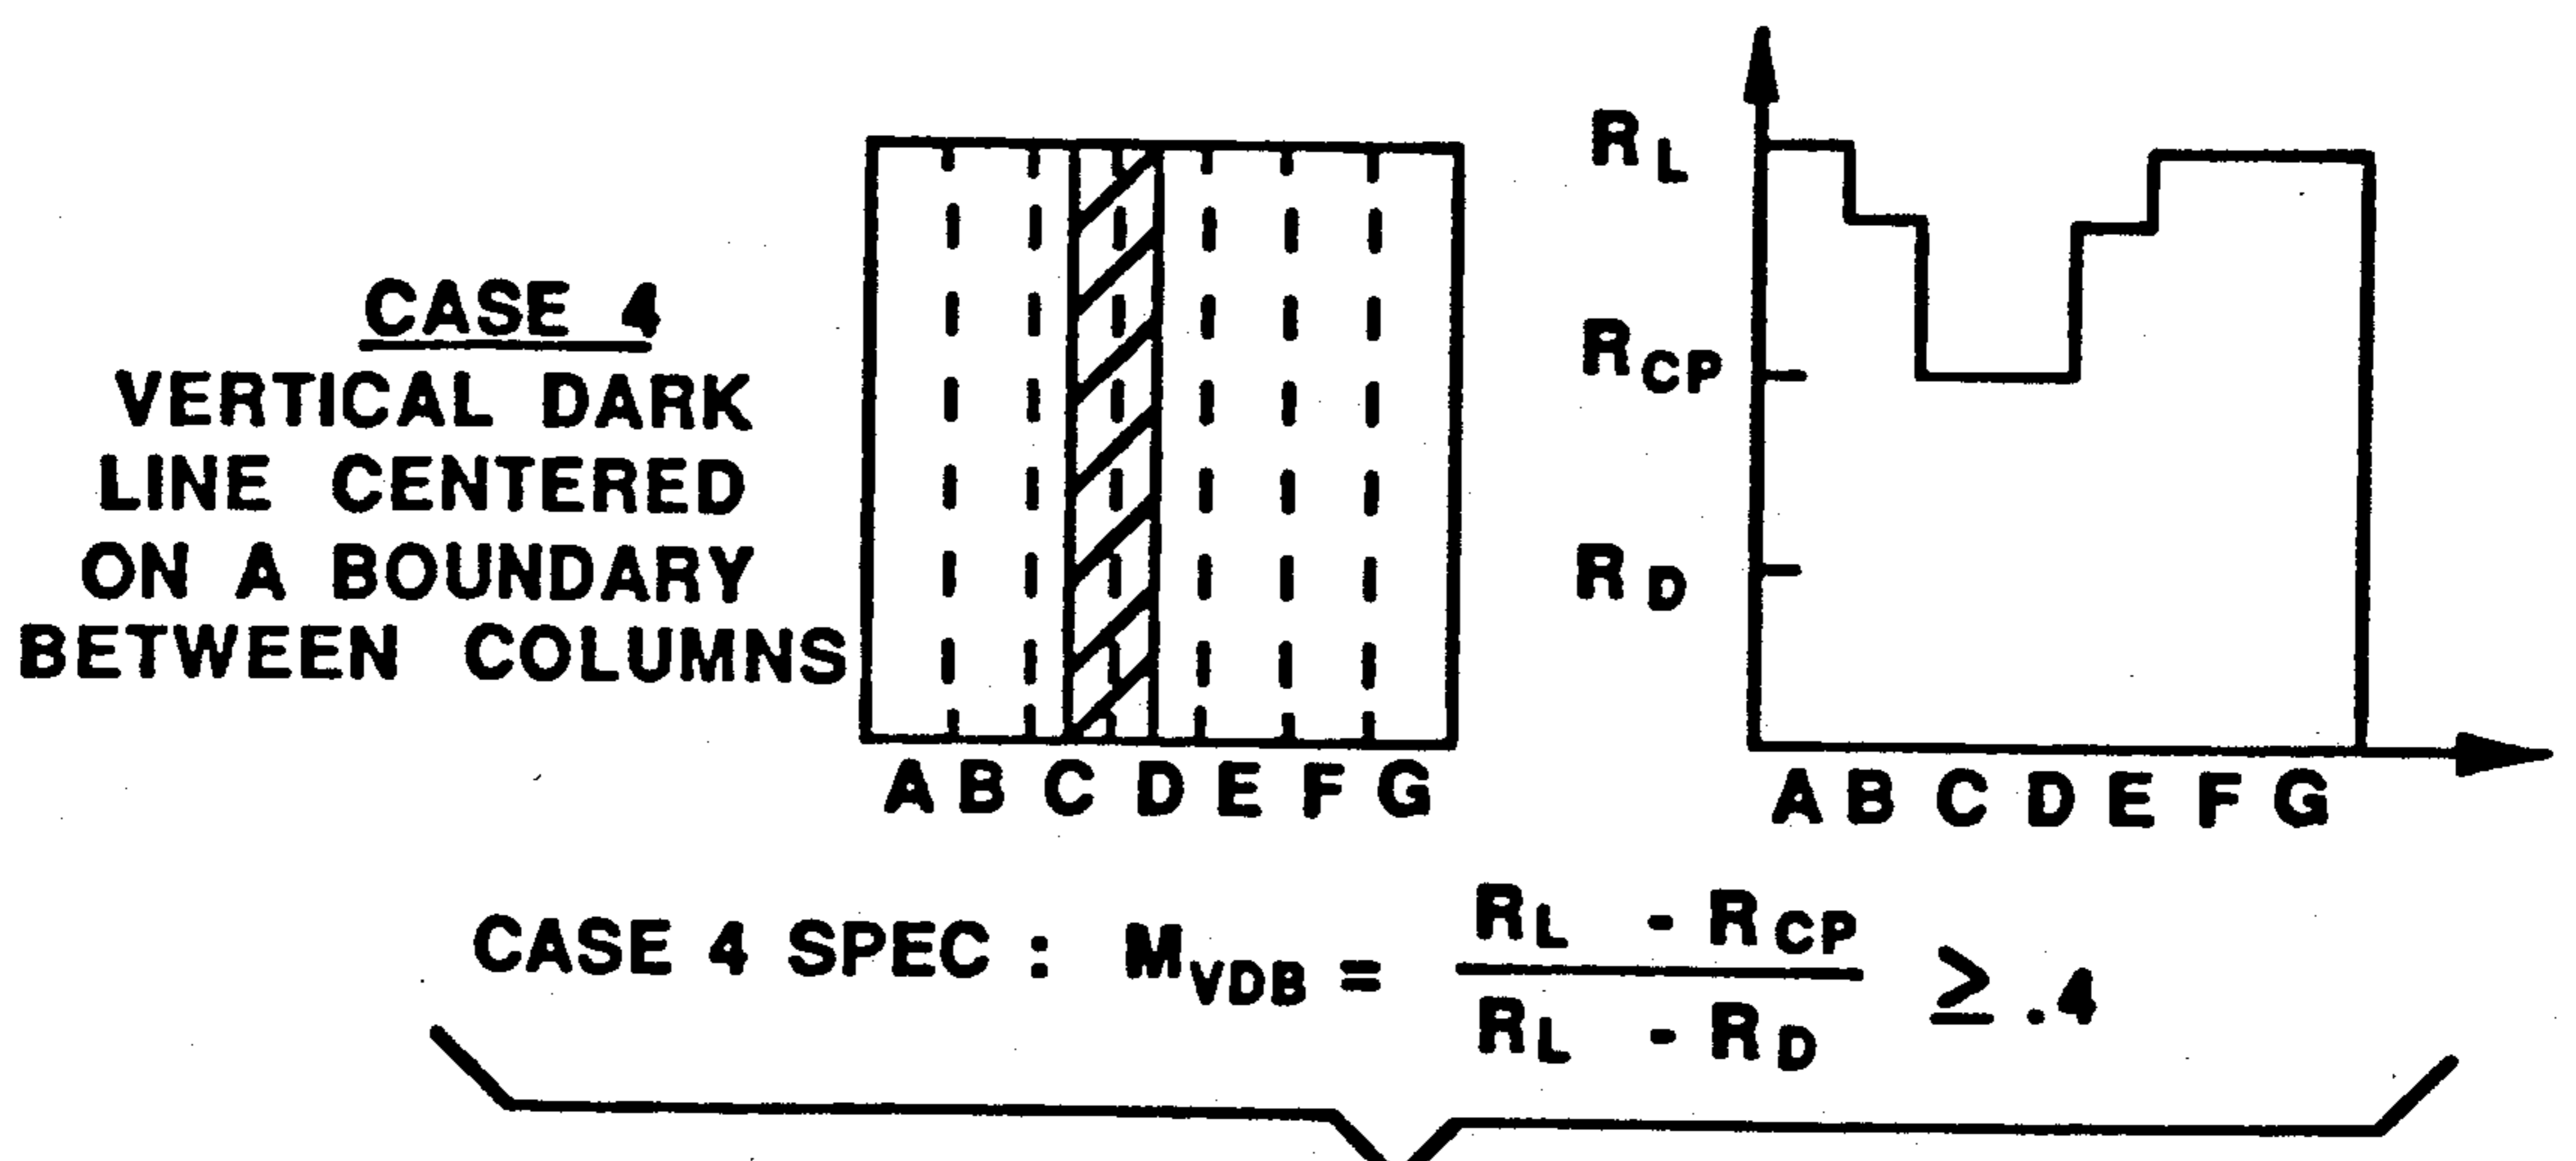 CASE 4
VERTICAL DARK
LINE CENTERED
ON A BOUNDARY
BETWEEN COLUMNS
A B C D E F G
R L
R CP
R D
A B C D E F G
CASE 4 SPEC : M VDB = R L - R CP / R L - R D ≥ .4